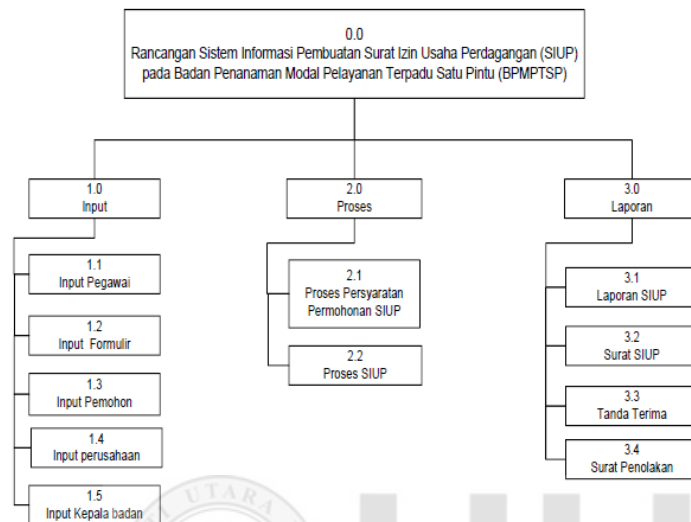 0.0
Rancangan Sistem Informasi Pembuatan Surat Izin Usaha Perdagangan (SIUP)
pada Badan Penanaman Modal Pelayanan Terpadu Satu Pintu (BPMPTSP)
1.0
Input
2.0
Proses
3.0
Laporan
1.1
Input Pegawai
1.2
Input Formulir
1.3
Input Pemohon
1.4
Input perusahaan
1.5
Input Kepala badan
2.1
Proses Persyaratan
Permohonan SIUP
2.2
Proses SIUP
3.1
Laporan SIUP
3.2
Surat SIUP
3.3
Tanda Terima
3.4
Surat Penolakan
UTARA